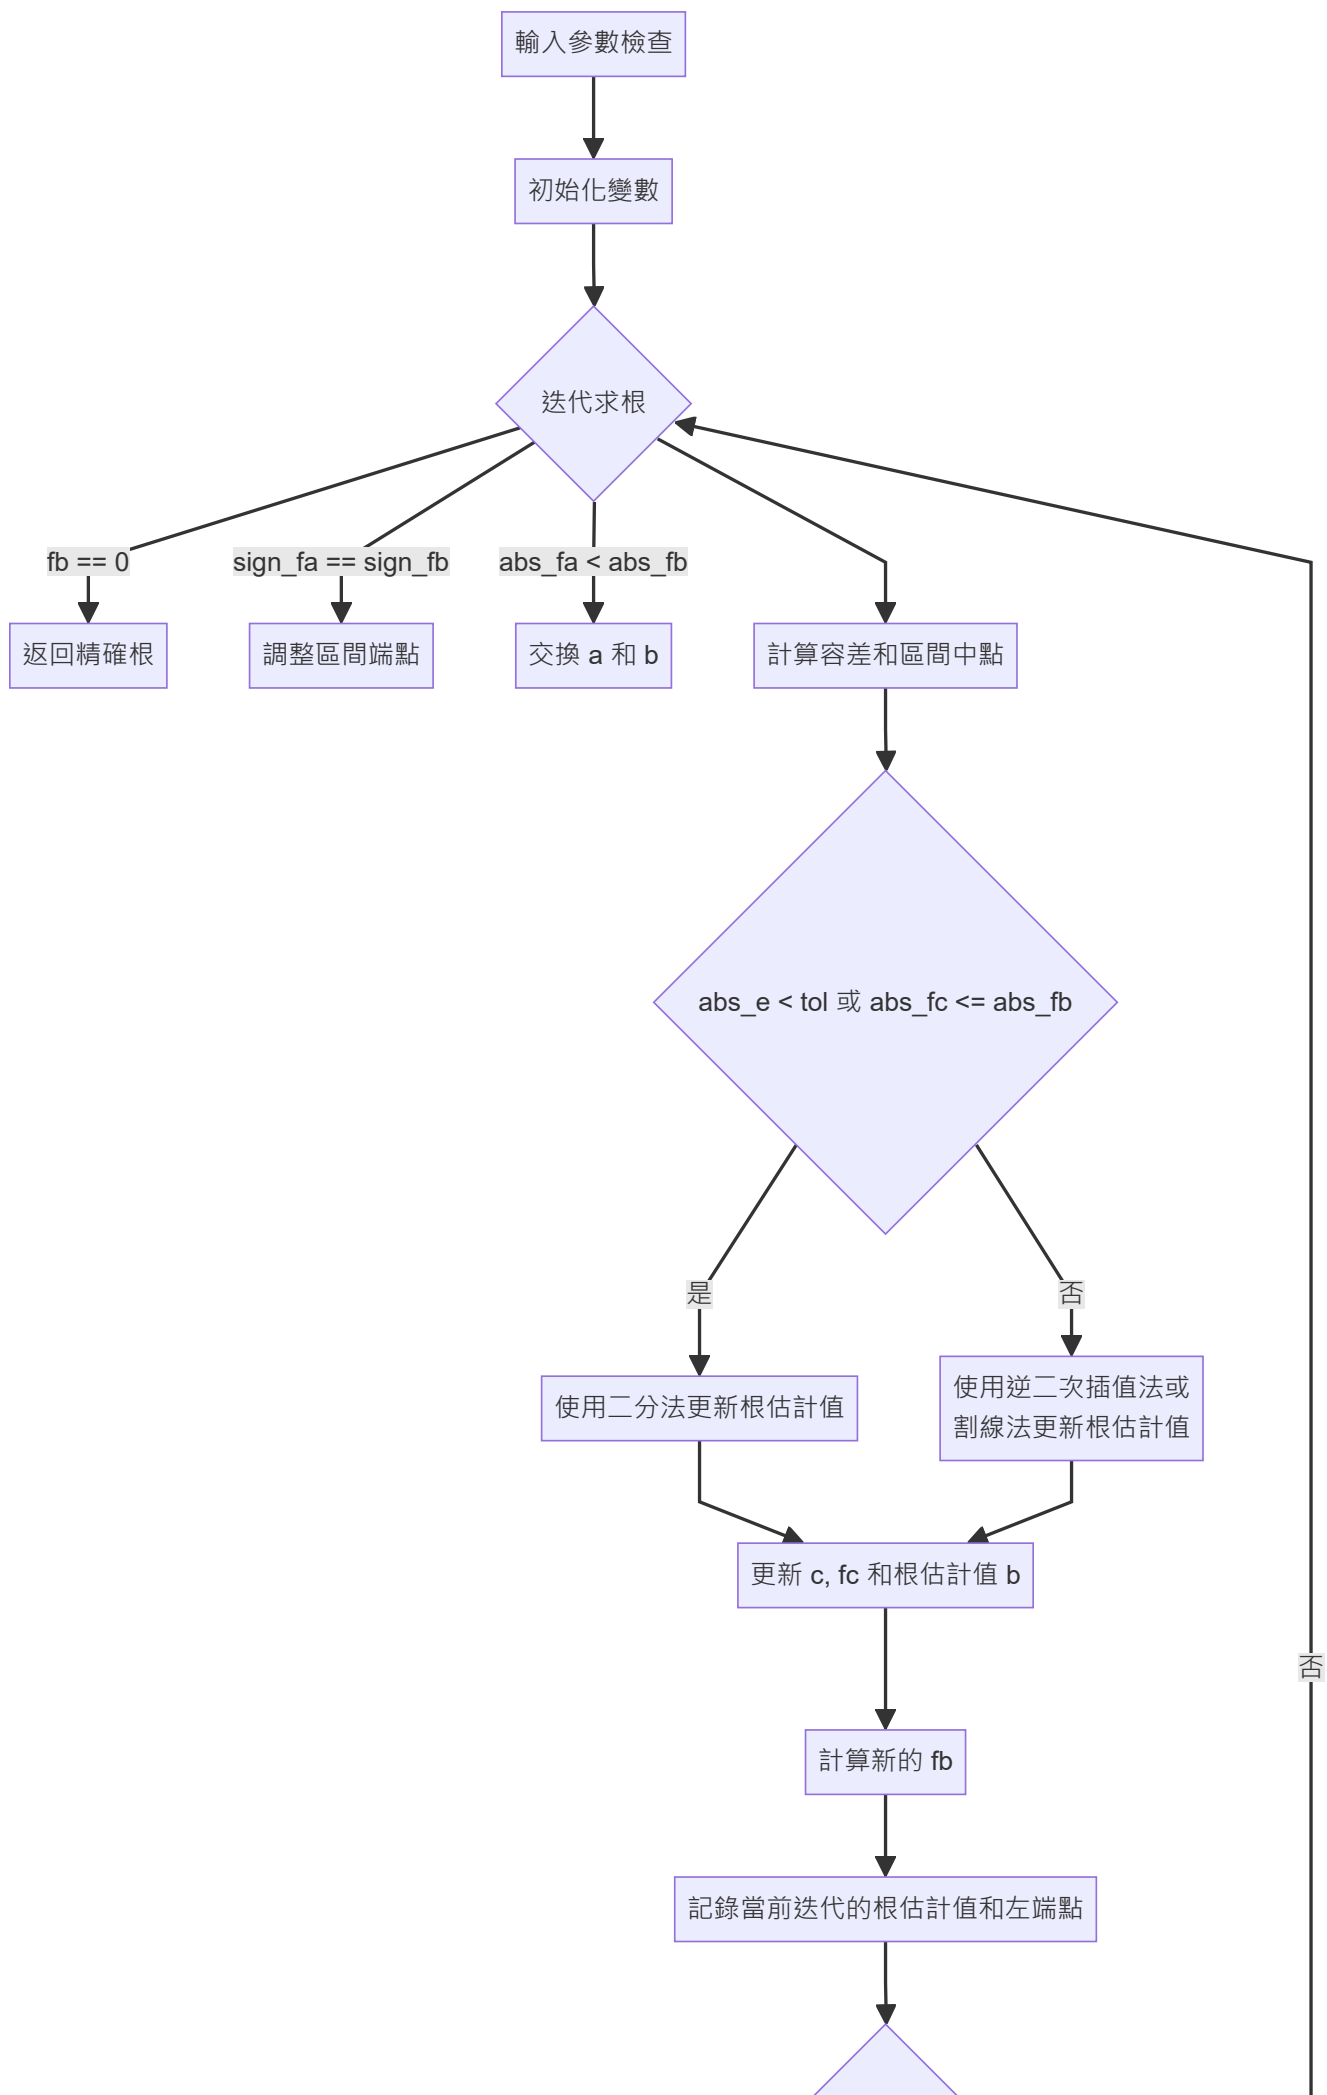 輸入參數檢查
初始化變數
迭代求根
fb == 0
sign_fa == sign_fb
abs_fa < abs_fb
返回精確根
調整區間端點
交換 a 和 b
計算容差和區間中點
abs_e < tol 或 abs_fc <= abs_fb
是
否
使用二分法更新根估計值
使用逆二次插值法或
割線法更新根估計值
更新 c, fc 和根估計值 b
否
計算新的 fb
記錄當前迭代的根估計值和左端點